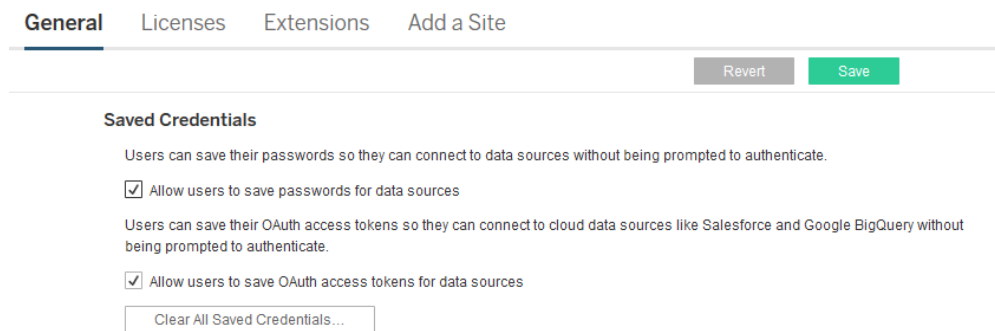 General Licenses Extensions Add a Site
Revert Save
Saved Credentials
Users can save their passwords so they can connect to data sources without being prompted to authenticate.
Allow users to save passwords for data sources
Users can save their OAuth access tokens so they can connect to cloud data sources like Salesforce and Google BigQuery without
being prompted to authenticate.
Allow users to save OAuth access tokens for data sources
Clear All Saved Credentials...